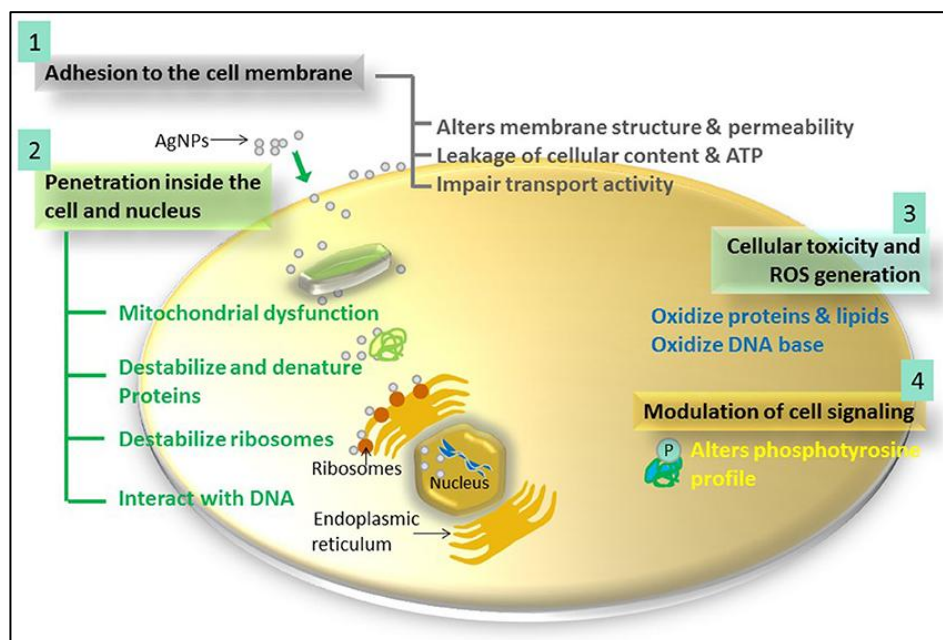 1
Adhesion to the cell membrane
Alters membrane structure & permeability
Leakage of cellular content & ATP
Impair transport activity
AgNPs
2
Penetration inside the
cell and nucleus
Mitochondrial dysfunction
Destabilize and denature
Proteins
Destabilize ribosomes
Interact with DNA
Ribosomes
Nucleus
Endoplasmic
reticulum
3
Cellular toxicity and
ROS generation
Oxidize proteins & lipids
Oxidize DNA base
4
Modulation of cell signaling
P
Alters phosphotyrosine
profile